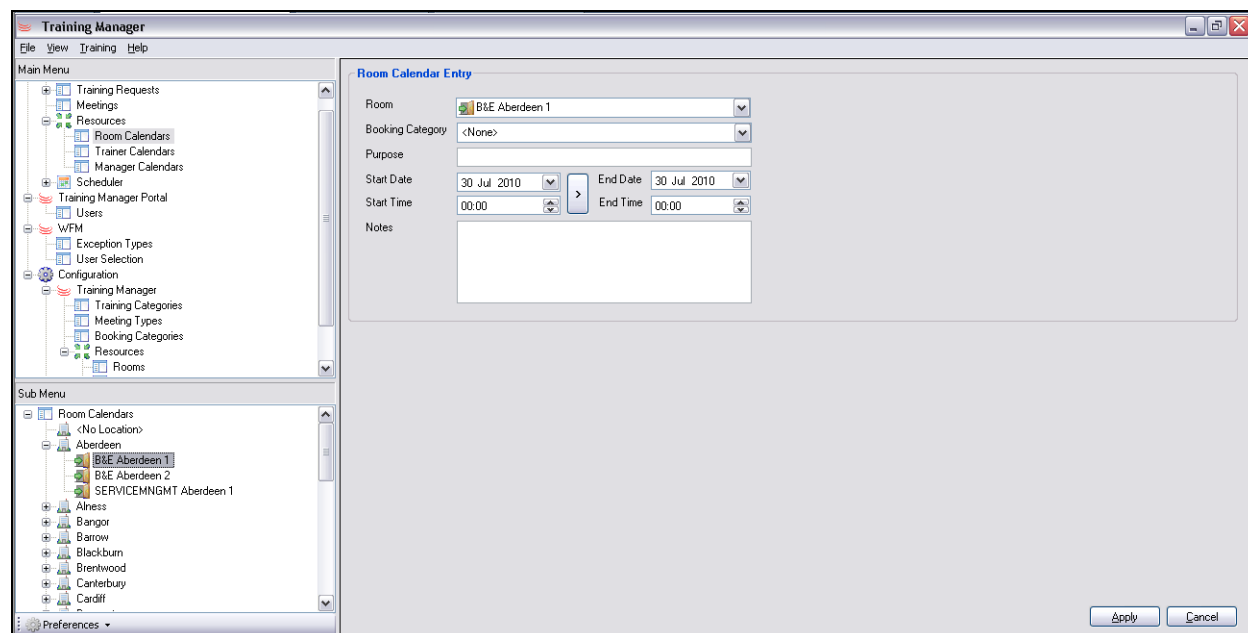 Training Manager
File View Training Help
Main Menu
Training Requests
Meetings
Resources
Room Calendars
Trainer Calendars
Manager Calendars
Scheduler
Training Manager Portal
Users
WFM
Exception Types
User Selection
Configuration
Training Manager
Training Categories
Meeting Types
Booking Categories
Resources
Rooms
Sub Menu
Room Calendars
<No Location>
Aberdeen
B&E Aberdeen 1
B&E Aberdeen 2
SERVICEMNGMT Aberdeen 1
Alness
Bangor
Barrow
Blackburn
Brentwood
Canterbury
Cardiff
Preferences
Room Calendar Entry
Room B&E Aberdeen 1
Booking Category <None>
Purpose
Start Date 30 Jul 2010 > End Date 30 Jul 2010
Start Time 00:00 End Time 00:00
Notes
Apply Cancel